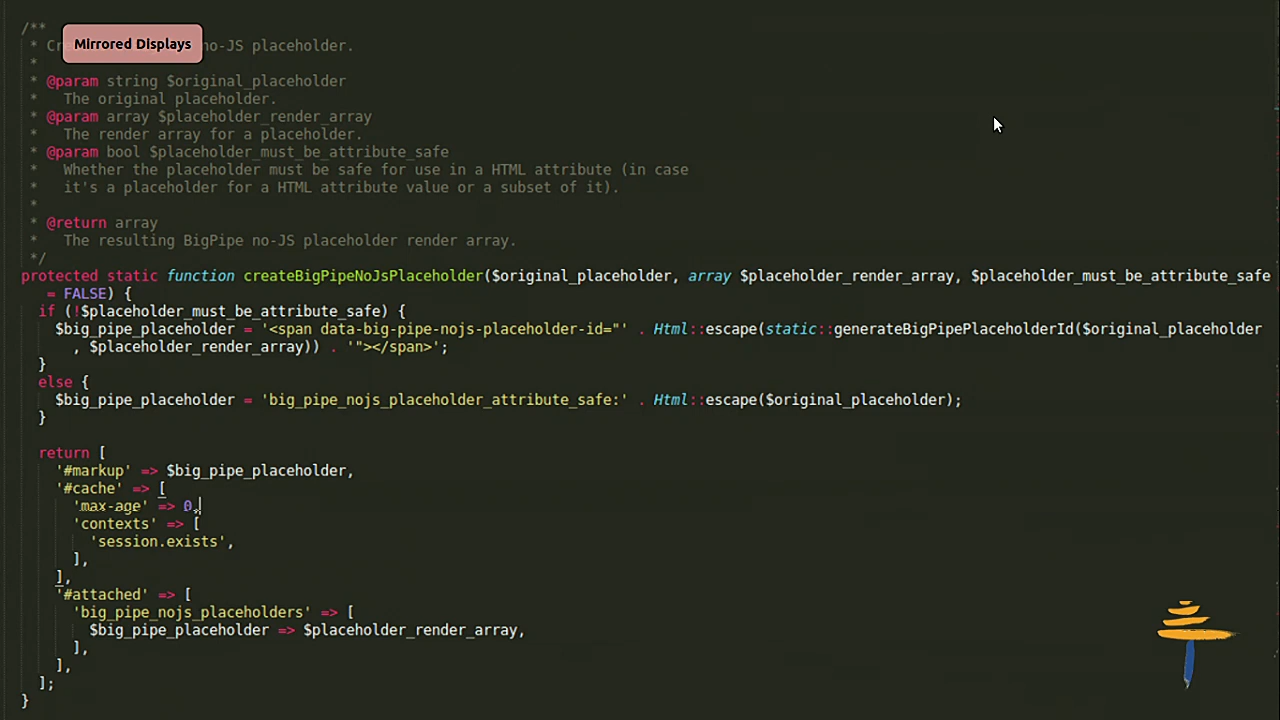 /**
Mirrored Displays
* Cr no-JS placeholder.
*
* @param string $original_placeholder
*   The original placeholder.
* @param array $placeholder_render_array
*   The render array for a placeholder.
* @param bool $placeholder_must_be_attribute_safe
*   Whether the placeholder must be safe for use in a HTML attribute (in case
*   it's a placeholder for a HTML attribute value or a subset of it).
*
* @return array
*   The resulting BigPipe no-JS placeholder render array.
*/
protected static function createBigPipeNoJsPlaceholder($original_placeholder, array $placeholder_render_array, $placeholder_must_be_attribute_safe
= FALSE) {
if (!$placeholder_must_be_attribute_safe) {
$big_pipe_placeholder = '<span data-big-pipe-nojs-placeholder-id="' . Html::escape(static::generateBigPipePlaceholderId($original_placeholder
, $placeholder_render_array)) . '"></span>';
}
else {
$big_pipe_placeholder = 'big_pipe_nojs_placeholder_attribute_safe:' . Html::escape($original_placeholder);
}
return [
'#markup' => $big_pipe_placeholder,
'#cache' => [
'max-age' => 0,
'contexts' => [
'session.exists',
],
],
'#attached' => [
'big_pipe_nojs_placeholders' => [
$big_pipe_placeholder => $placeholder_render_array,
],
],
];
}